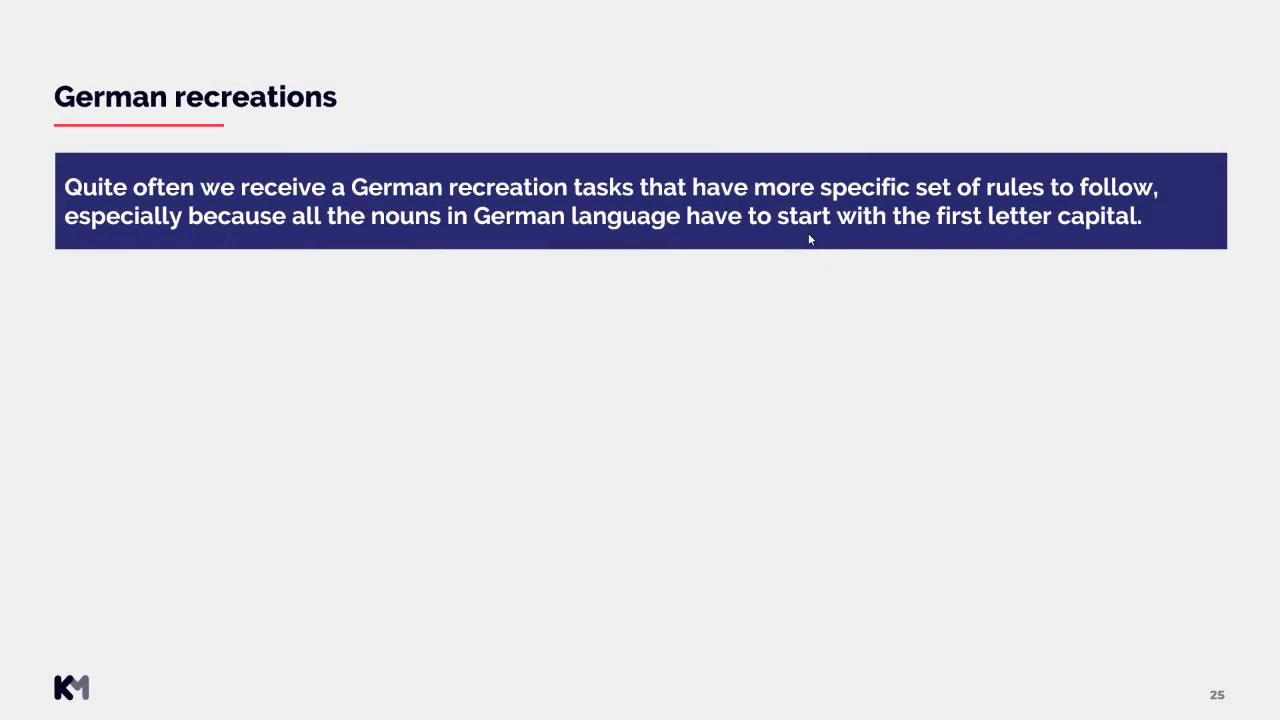 German recreations
Quite often we receive a German recreation tasks that have more specific set of rules to follow,
especially because all the nouns in German language have to start with the first letter capital.
KM
25